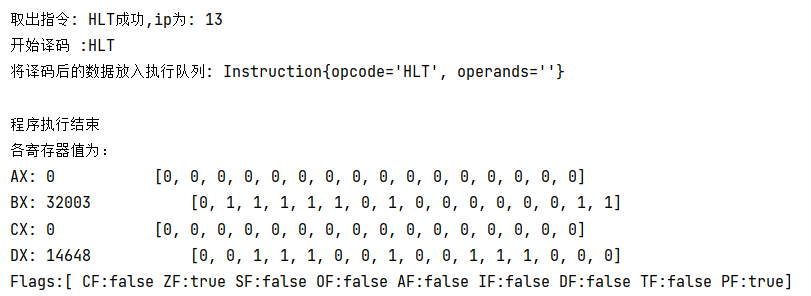 取出指令: HLT成功,ip为: 13
开始译码 :HLT
将译码后的数据放入执行队列: Instruction{opcode='HLT', operands=''}
程序执行结束
各寄存器值为：
AX: 0 [0, 0, 0, 0, 0, 0, 0, 0, 0, 0, 0, 0, 0, 0, 0, 0]
BX: 32003 [0, 1, 1, 1, 1, 1, 0, 1, 0, 0, 0, 0, 0, 0, 1, 1]
CX: 0 [0, 0, 0, 0, 0, 0, 0, 0, 0, 0, 0, 0, 0, 0, 0, 0]
DX: 14648 [0, 0, 1, 1, 1, 0, 0, 1, 0, 0, 1, 1, 1, 0, 0, 0]
Flags:[ CF:false ZF:true SF:false OF:false AF:false IF:false DF:false TF:false PF:true]